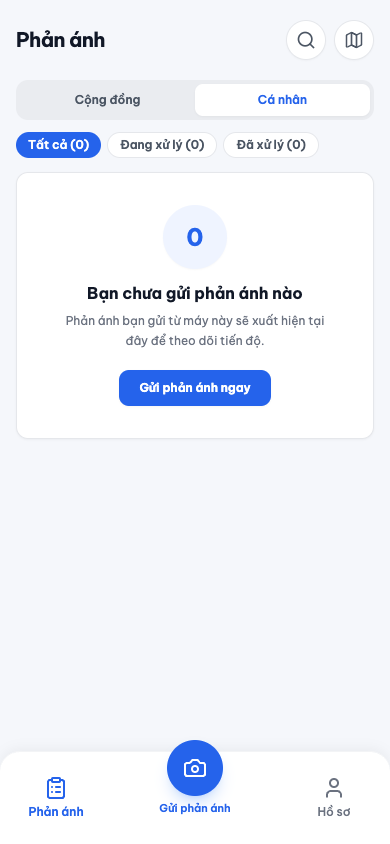 Phản ánh
Cộng đồng
Cá nhân
Tất cả (0)
Đang xử lý (0)
Đã xử lý (0)
0
Bạn chưa gửi phản ánh nào
Phản ánh bạn gửi từ máy này sẽ xuất hiện tại
đây để theo dõi tiến độ.
Gửi phản ánh ngay
Phản ánh
Gửi phản ánh
Hồ sơ